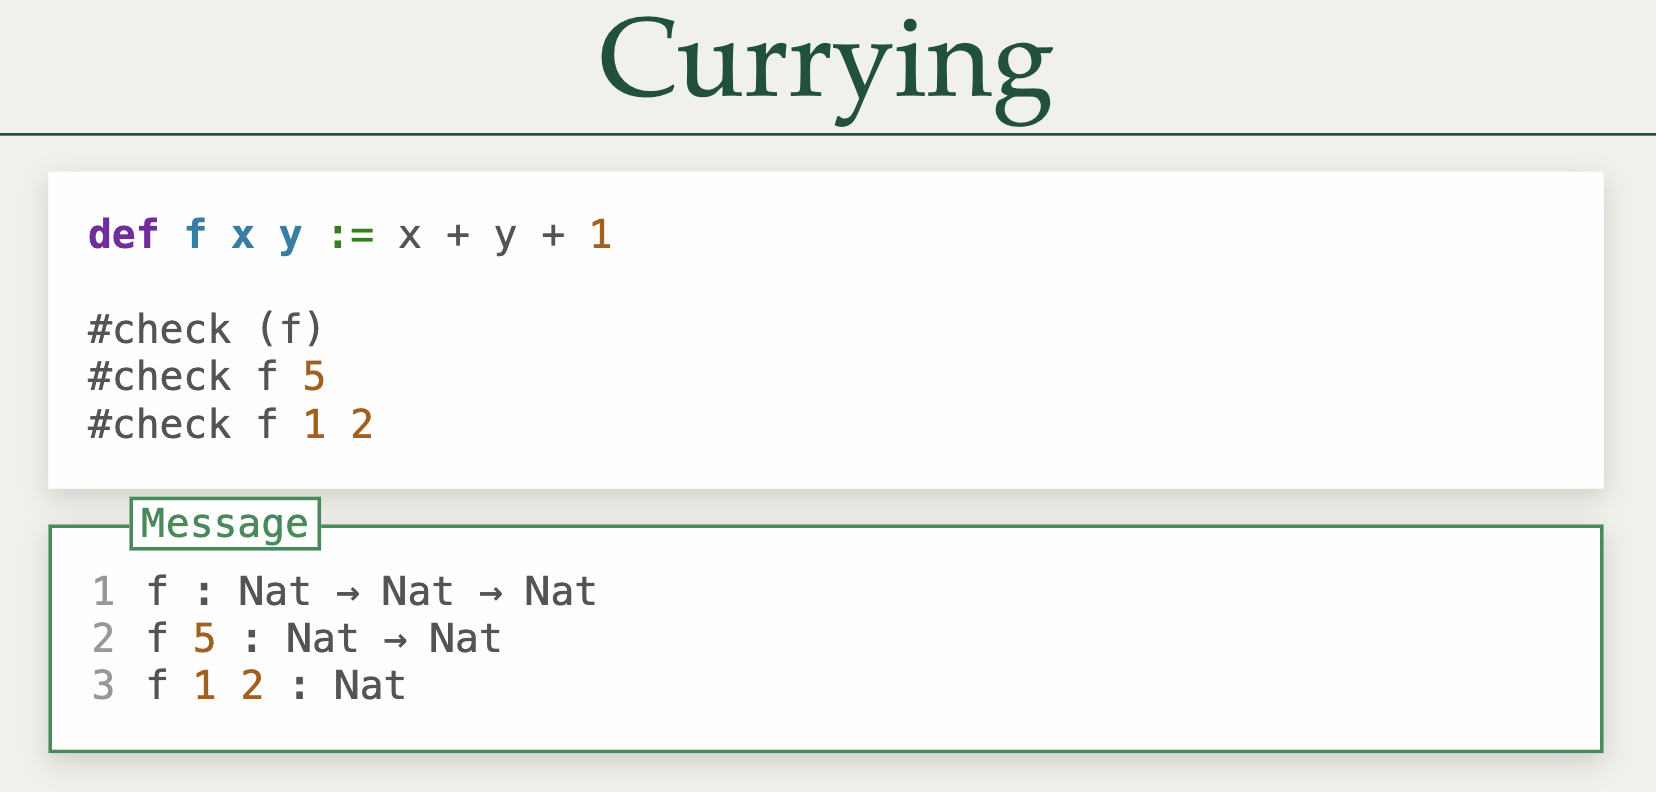 Currying
def f x y := x + y + 1
#check (f)
#check f 5
#check f 1 2
Message
1 f : Nat → Nat → Nat
2 f 5 : Nat → Nat
3 f 1 2 : Nat